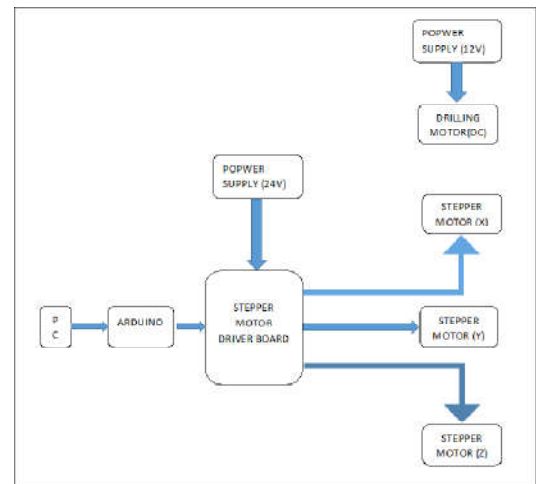 POPWER
SUPPLY (12V)
DRILLING
MOTOR(DC)
POPWER
SUPPLY (24V)
STEPPER
MOTOR (X)
P
C
ARDUINO
STEPPER
MOTOR
DRIVER BOARD
STEPPER
MOTOR (Y)
STEPPER
MOTOR (Z)